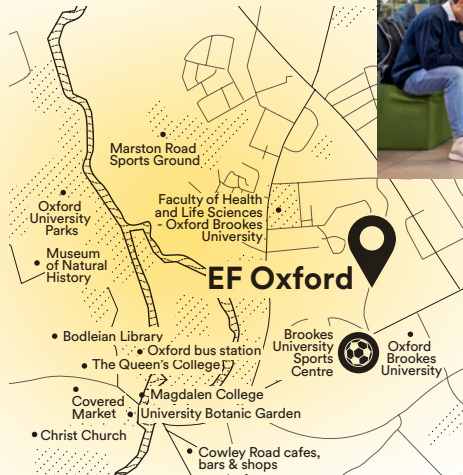 Marston Road
Sports Ground
Oxford
University
Parks
Faculty of Health
and Life Sciences
- Oxford Brookes
University
Museum
of Natural
History
EF Oxford
Bodleian Library
Oxford bus station
The Queen's College
Brookes
University
Sports
Centre
Oxford
Brookes
University
Covered
Market
Magdalen College
University Botanic Garden
Christ Church
Cowley Road cafes,
bars & shops